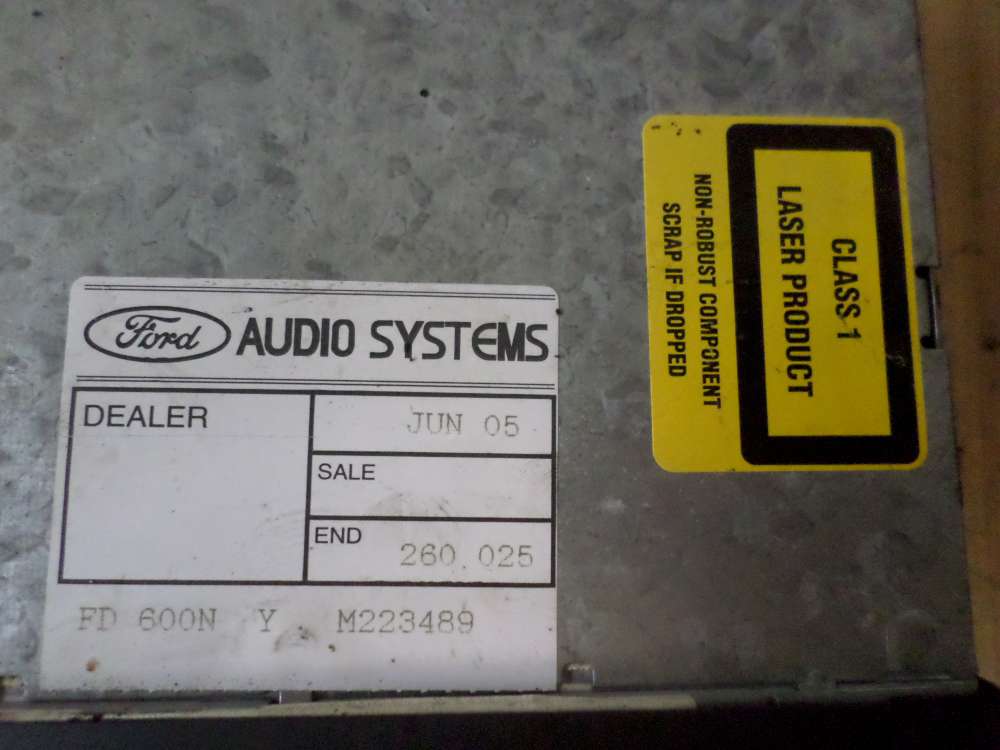 Ford AUDIO SYSTEMS
DEALER
JUN 05
SALE
END
260.025
FD 600N Y M223489
CLASS 1
LASER PRODUCT
NON-ROBUST COMPONENT
SCRAP IF DROPPED